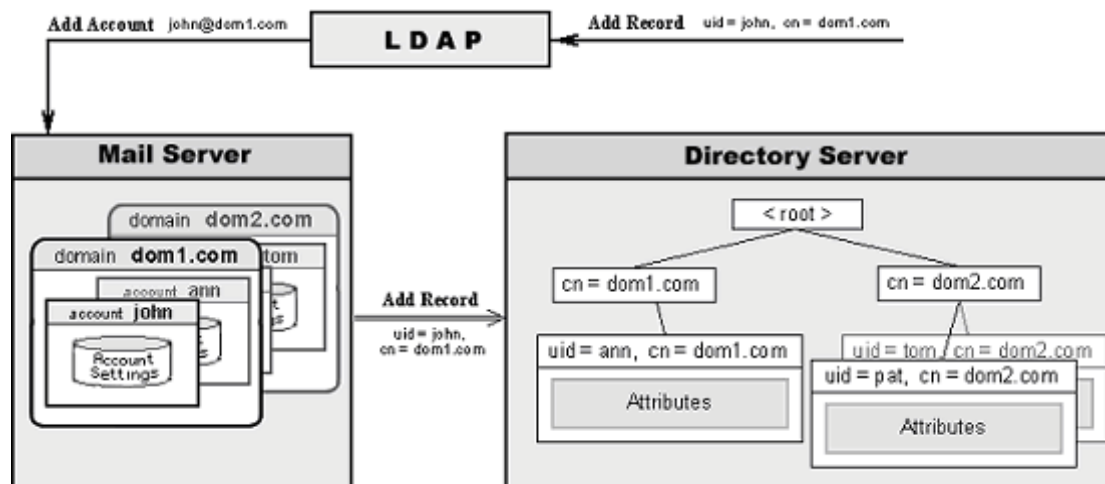 Add Account john@dom1.com
LDAP
Add Record uid = john, cn = dom1.com
Mail Server
domain dom2.com
tom
domain dom1.com
account ann
account john
Account
Settings
Add Record
uid = john,
cn = dom1.com
Directory Server
< root >
cn = dom1.com
cn = dom2.com
uid = ann, cn = dom1.com
Attributes
uid = tom, cn = dom2.com
uid = pat, cn = dom2.com
Attributes